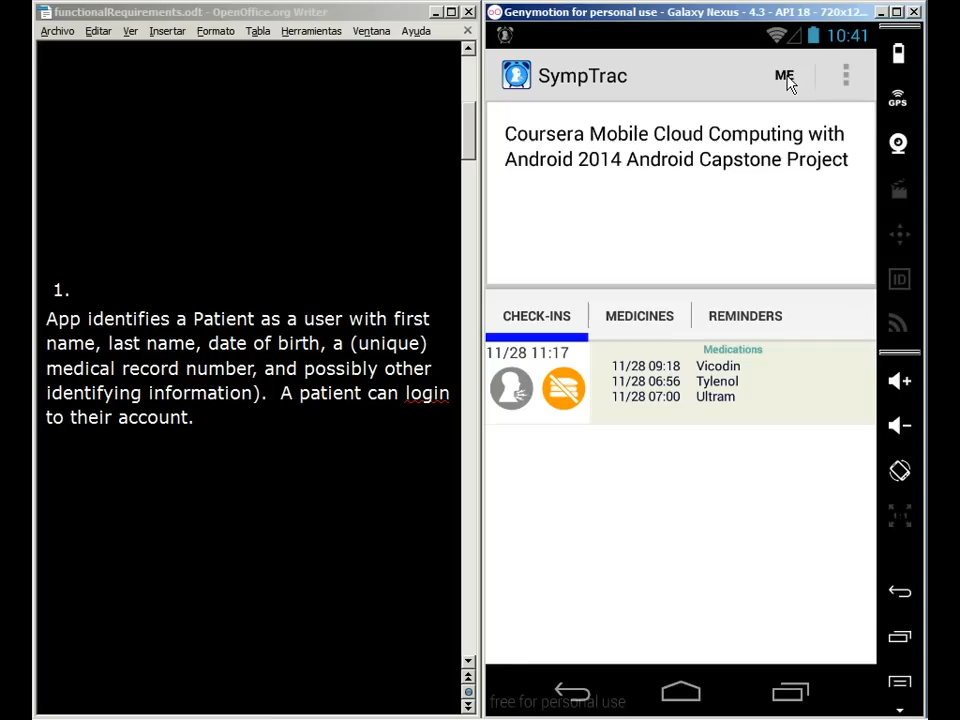 functionalRequirements.odt - OpenOffice.org Writer
Archivo Editar Ver Insertar Formato Tabla Herramientas Ventana Ayuda
1.
App identifies a Patient as a user with first
name, last name, date of birth, a (unique)
medical record number, and possibly other
identifying information). A patient can login
to their account.
Genymotion for personal use - Galaxy Nexus - 4.3 - API 18 - 720x12...
10:41
SympTrac
ME
Coursera Mobile Cloud Computing with
Android 2014 Android Capstone Project
CHECK-INS MEDICINES REMINDERS
11/28 11:17
Medications
11/28 09:18 Vicodin
11/28 06:56 Tylenol
11/28 07:00 Ultram
free for personal use
GPS
ID
1:1